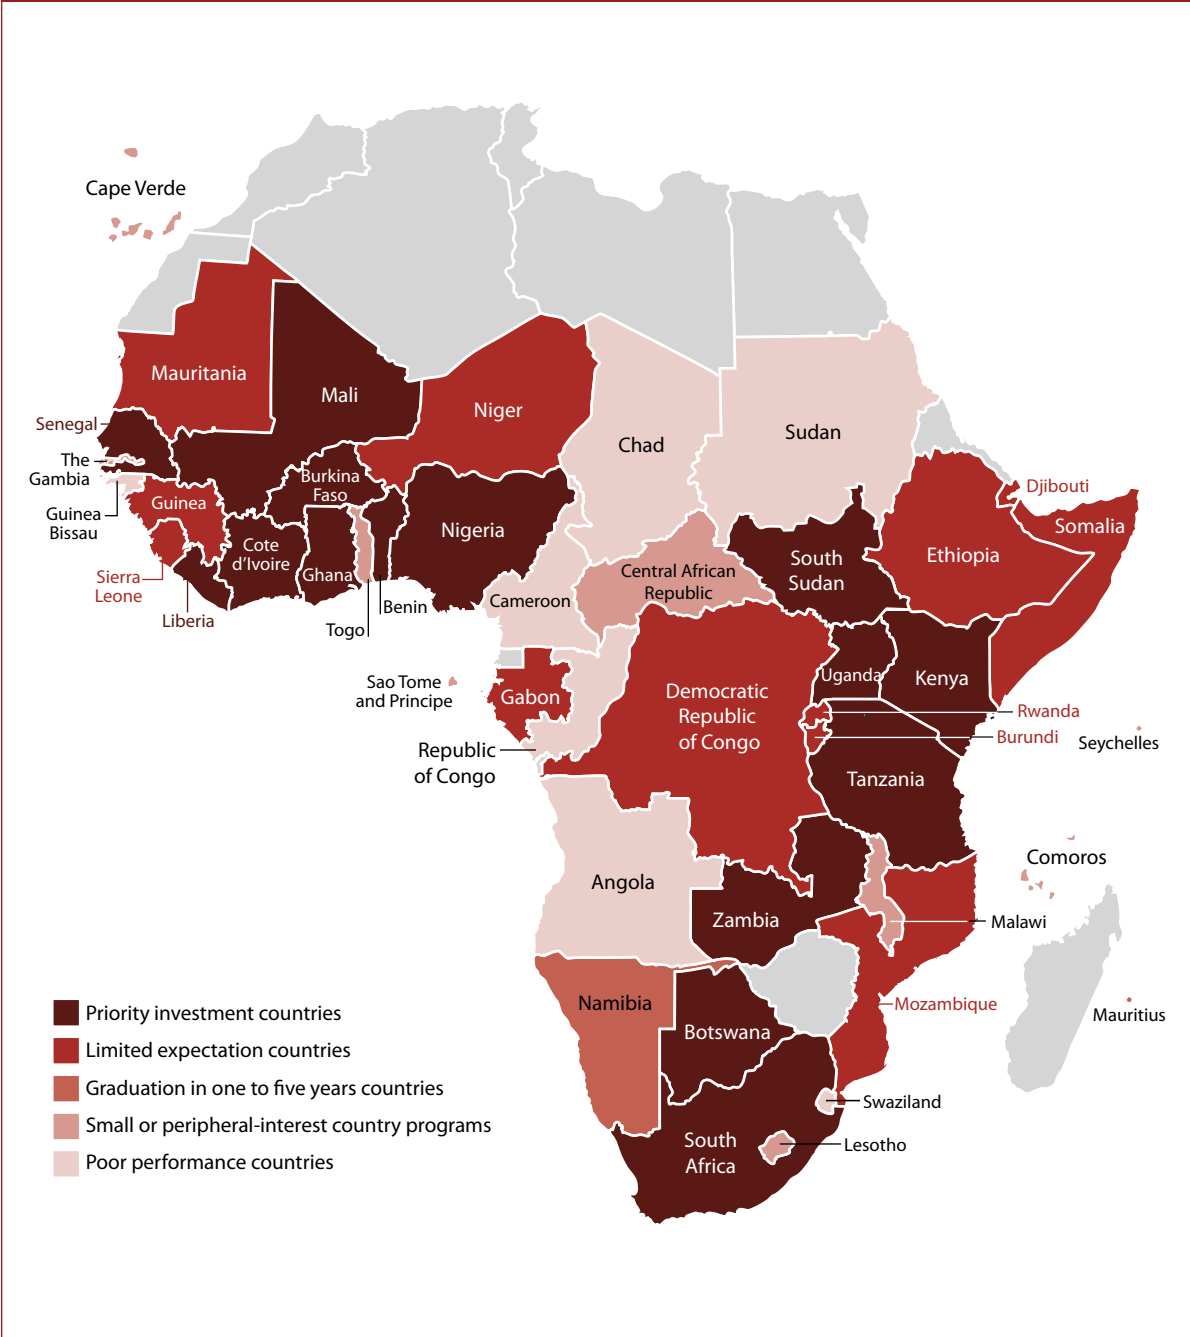 Cape Verde
Mauritania
Mali
Niger
Chad
Sudan
Senegal
The
Gambia
Guinea
Bissau
Guinea
Burkina
Faso
Nigeria
Cote
d’Ivoire
Ghana
Sierra
Leone
Liberia
Togo
Benin
Cameroon
Central African
Republic
South
Sudan
Ethiopia
Djibouti
Somalia
Sao Tome
and Principe
Gabon
Republic
of Congo
Democratic
Republic
of Congo
Uganda
Kenya
Rwanda
Burundi
Seychelles
Tanzania
Comoros
Angola
Zambia
Malawi
Namibia
Botswana
Mozambique
Mauritius
Swaziland
South
Africa
Lesotho
Priority investment countries
Limited expectation countries
Graduation in one to five years countries
Small or peripheral-interest country programs
Poor performance countries